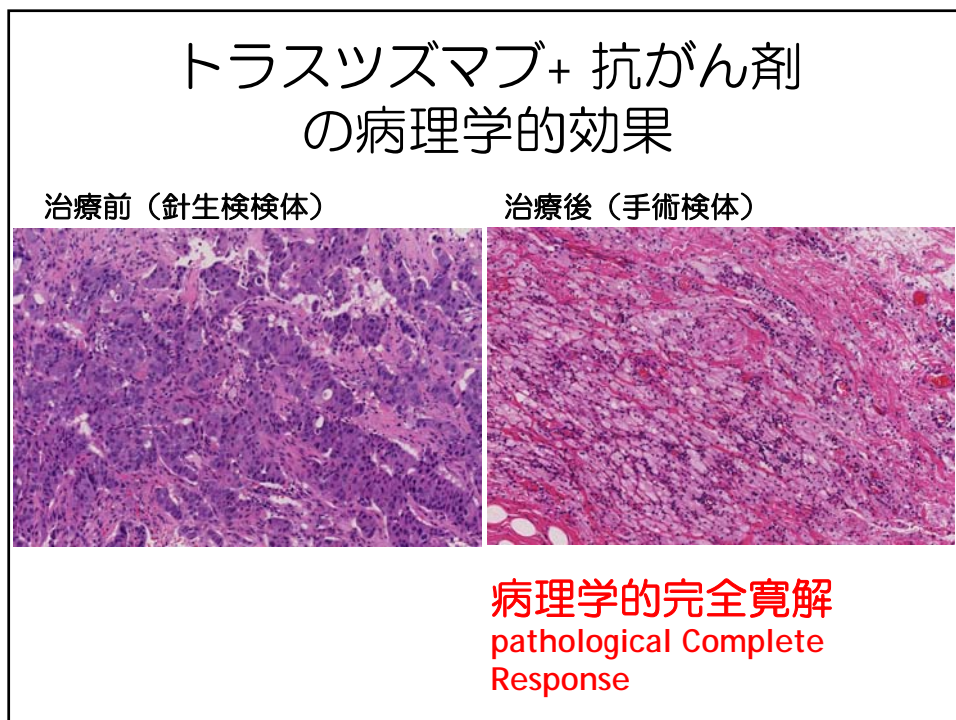 トラスツズマブ+ 抗がん剤
の病理学的効果
治療前（針生検検体）
治療後（手術検体）
病理学的完全寛解
pathological Complete
Response